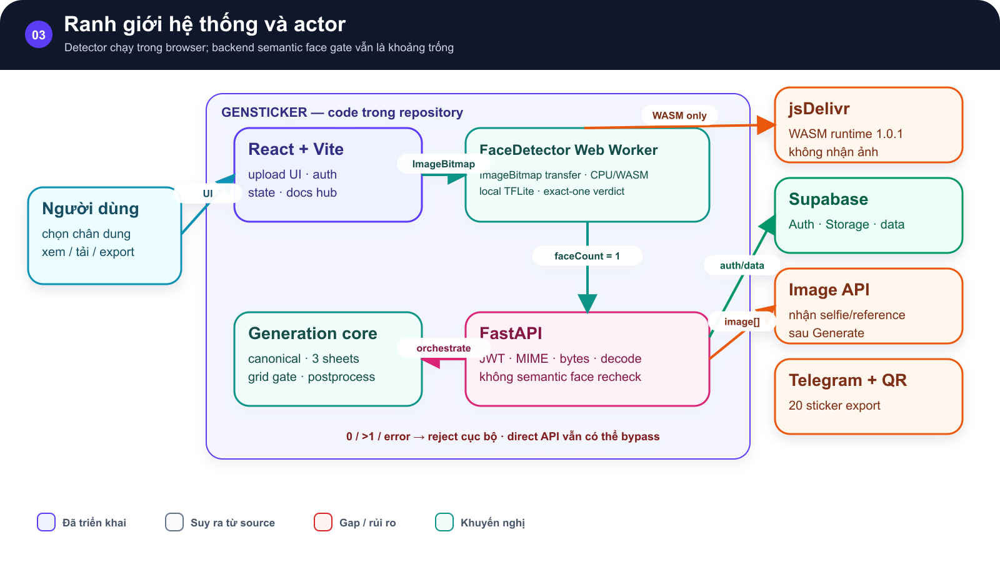 03
Ranh giới hệ thống và actor
Detector chạy trong browser; backend semantic face gate vẫn là khoảng trống
GENSTICKER — code trong repository
Người dùng
chọn chân dung
xem / tải / export
UI
React + Vite
upload UI · auth
state · docs hub
ImageBitmap
FaceDetector Web Worker
ImageBitmap transfer · CPU/WASM
local TFLite · exact-one verdict
WASM only
jsDelivr
WASM runtime 1.0.1
không nhận ảnh
Supabase
Auth · Storage · data
faceCount = 1
auth/data
Image API
nhận selfie/reference
sau Generate
image[]
Generation core
canonical · 3 sheets
grid gate · postprocess
orchestrate
FastAPI
JWT · MIME · bytes · decode
không semantic face recheck
Telegram + QR
20 sticker export
0 / >1 / error → reject cục bộ · direct API vẫn có thể bypass
Đã triển khai
Suy ra từ source
Gap / rủi ro
Khuyến nghị